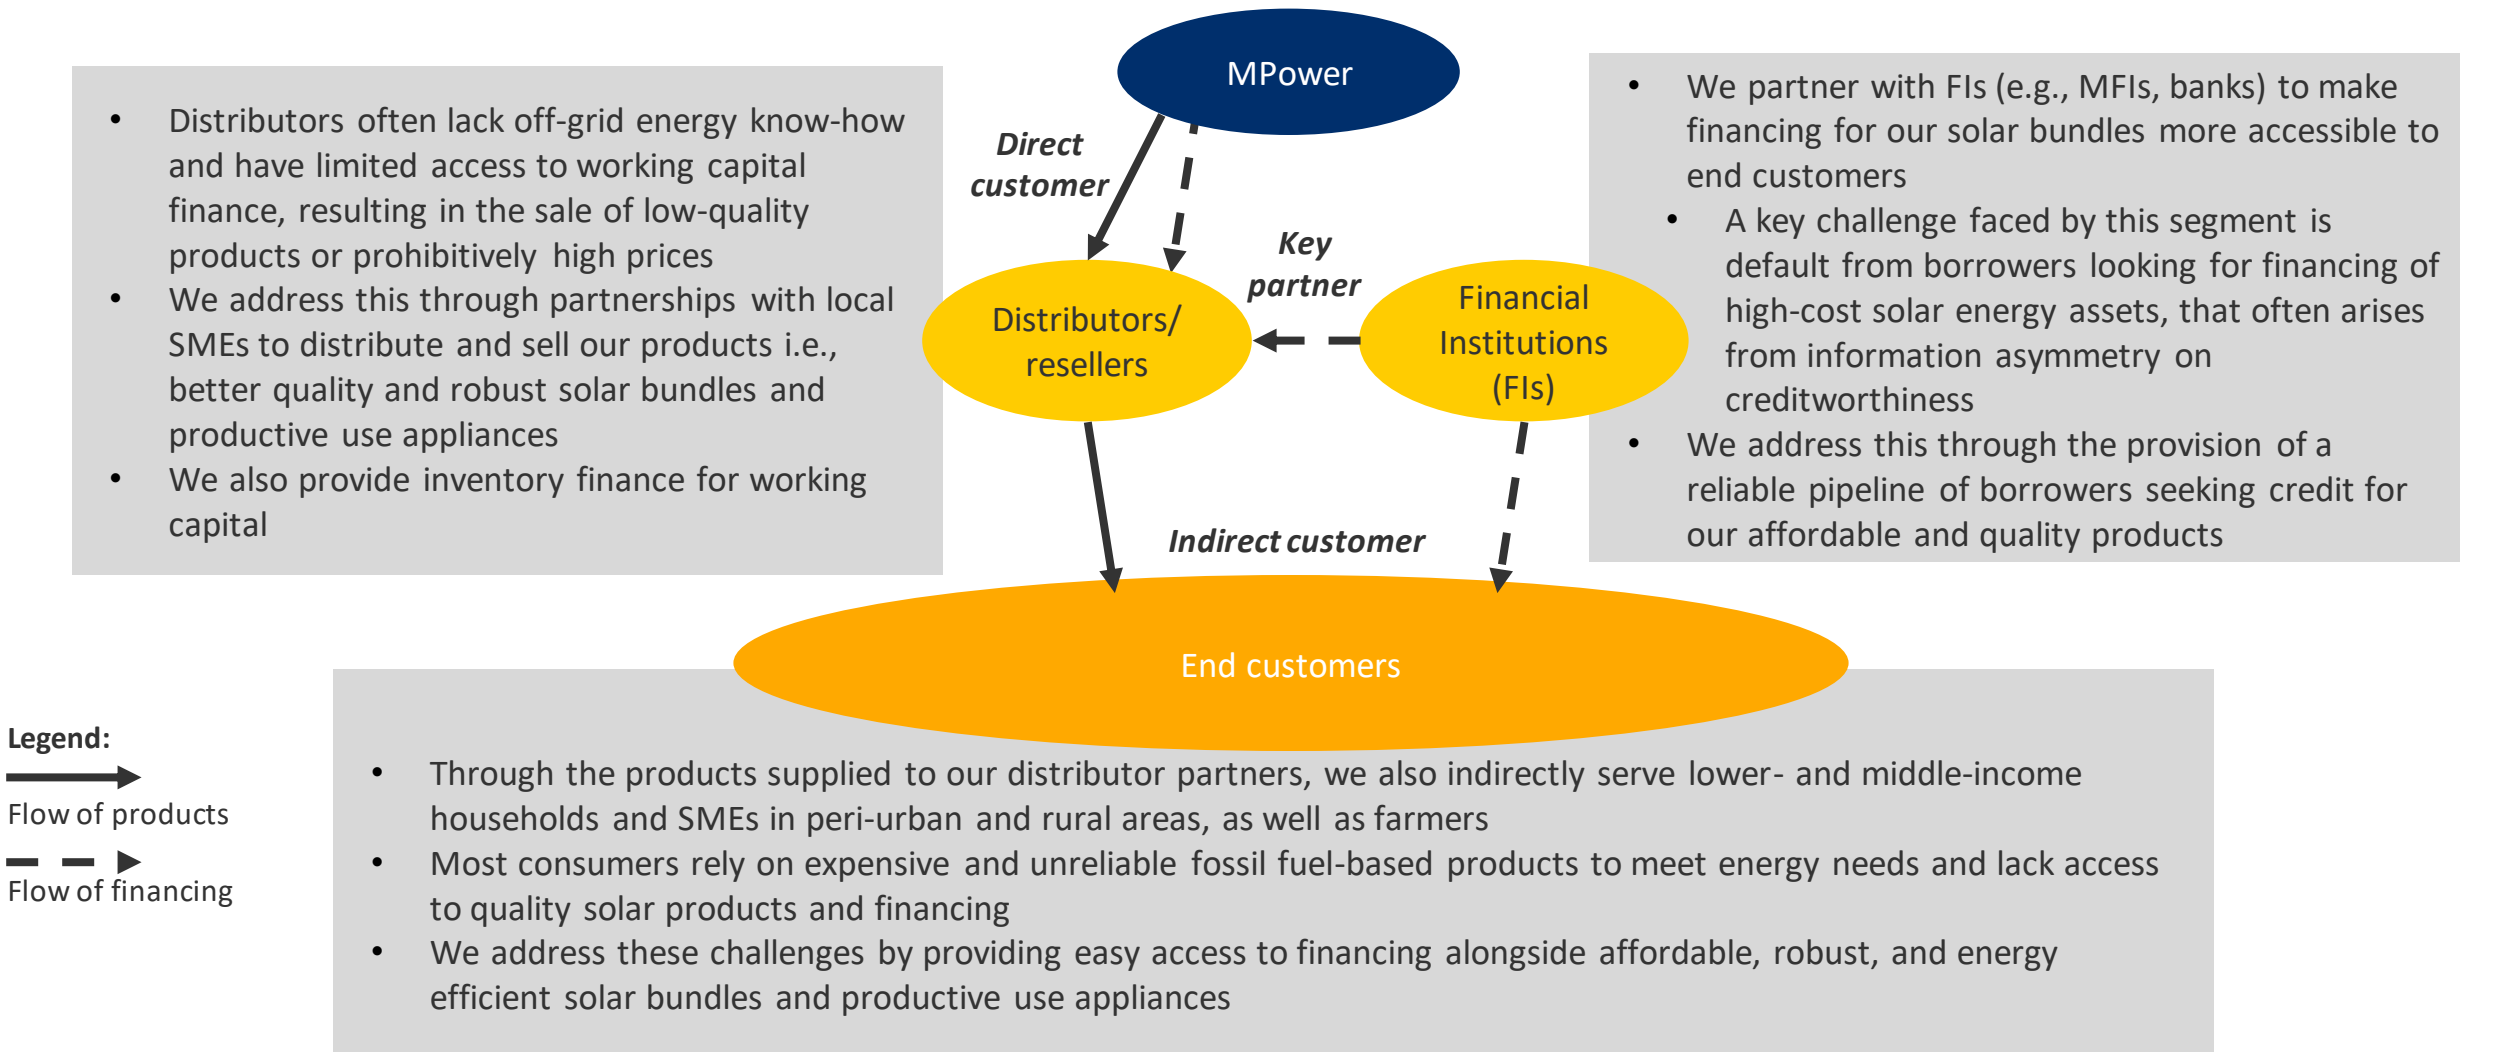 MPower
• Distributors often lack off-grid energy know-how
and have limited access to working capital
finance, resulting in the sale of low-quality
products or prohibitively high prices
• We address this through partnerships with local
SMEs to distribute and sell our products i.e.,
better quality and robust solar bundles and
productive use appliances
• We also provide inventory finance for working
capital
Direct
customer
Key
partner
Distributors/
resellers
Financial
Institutions
(FIs)
• We partner with FIs (e.g., MFIs, banks) to make
financing for our solar bundles more accessible to
end customers
• A key challenge faced by this segment is
default from borrowers looking for financing of
high-cost solar energy assets, that often arises
from information asymmetry on
creditworthiness
• We address this through the provision of a
reliable pipeline of borrowers seeking credit for
our affordable and quality products
Indirect customer
End customers
Legend:
Flow of products
Flow of financing
• Through the products supplied to our distributor partners, we also indirectly serve lower- and middle-income
households and SMEs in peri-urban and rural areas, as well as farmers
• Most consumers rely on expensive and unreliable fossil fuel-based products to meet energy needs and lack access
to quality solar products and financing
• We address these challenges by providing easy access to financing alongside affordable, robust, and energy
efficient solar bundles and productive use appliances